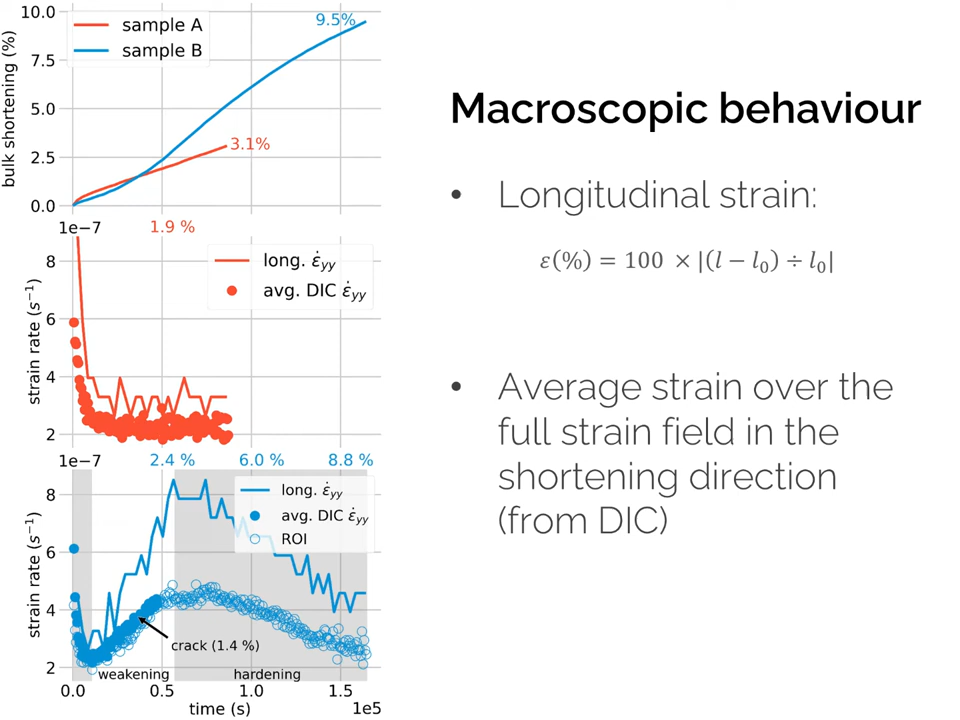 10.0
7.5
5.0
2.5
0.0
bulk shortening (%)
sample A
sample B
9.5%
3.1%
1e−7
1.9 %
8
6
4
2
strain rate (s⁻¹)
long. ε̇yy
avg. DIC ε̇yy
1e−7
2.4 %
6.0 %
8.8 %
8
6
4
2
strain rate (s⁻¹)
long. ε̇yy
avg. DIC ε̇yy
ROI
crack (1.4 %)
weakening
hardening
0.0
0.5
1.0
1.5
time (s)
1e5
Macroscopic behaviour
• Longitudinal strain:
ε(%) = 100 × |(l − l₀) ÷ l₀|
• Average strain over the
full strain field in the
shortening direction
(from DIC)